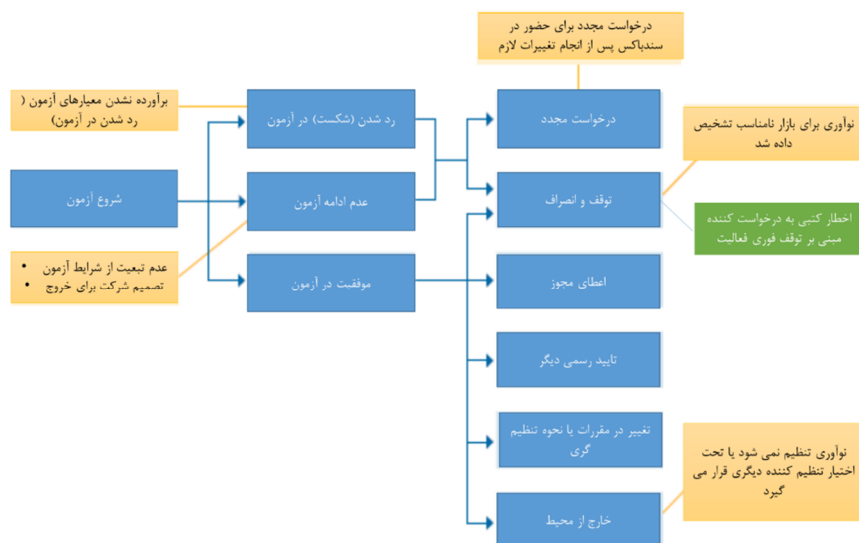 درخواست مجدد برای حضور در
سندباکس پس از انجام تغییرات لازم
برآورده نشدن معیارهای آزمون (
رد شدن در آزمون)
رد شدن (شکست) در آزمون
درخواست مجدد
نوآوری برای بازار نامناسب تشخیص
داده شد
شروع آزمون
عدم ادامه آزمون
توقف و انصراف
اخطار کتبی به درخواست کننده
مبنی بر توقف فوری فعالیت
• عدم تبعیت از شرایط آزمون
• تصمیم شرکت برای خروج
موفقیت در آزمون
اعطای مجوز
تایید رسمی دیگر
تغییر در مقررات یا نحوه تنظیم
گری
نوآوری تنظیم نمی شود یا تحت
اختیار تنظیم کننده دیگری قرار می
گیرد
خارج از محیط